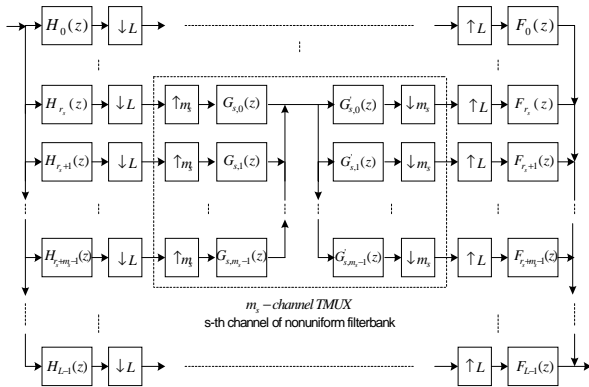 H_0(z) ↓L ↑L F_0(z)
H_{r_s}(z) ↓L ↑m_s G_{s,0}(z) G'_{s,0}(z) ↓m_s ↑L F_{r_s}(z)
H_{r_s+1}(z) ↓L ↑m_s G_{s,1}(z) G'_{s,1}(z) ↓m_s ↑L F_{r_s+1}(z)
H_{r_s+m_s-1}(z) ↓L ↑m_s G_{s,m_s-1}(z) G'_{s,m_s-1}(z) ↓m_s ↑L F_{r_s+m_s-1}(z)
m_s - channel TMUX
s-th channel of nonuniform filterbank
H_{L-1}(z) ↓L ↑L F_{L-1}(z)